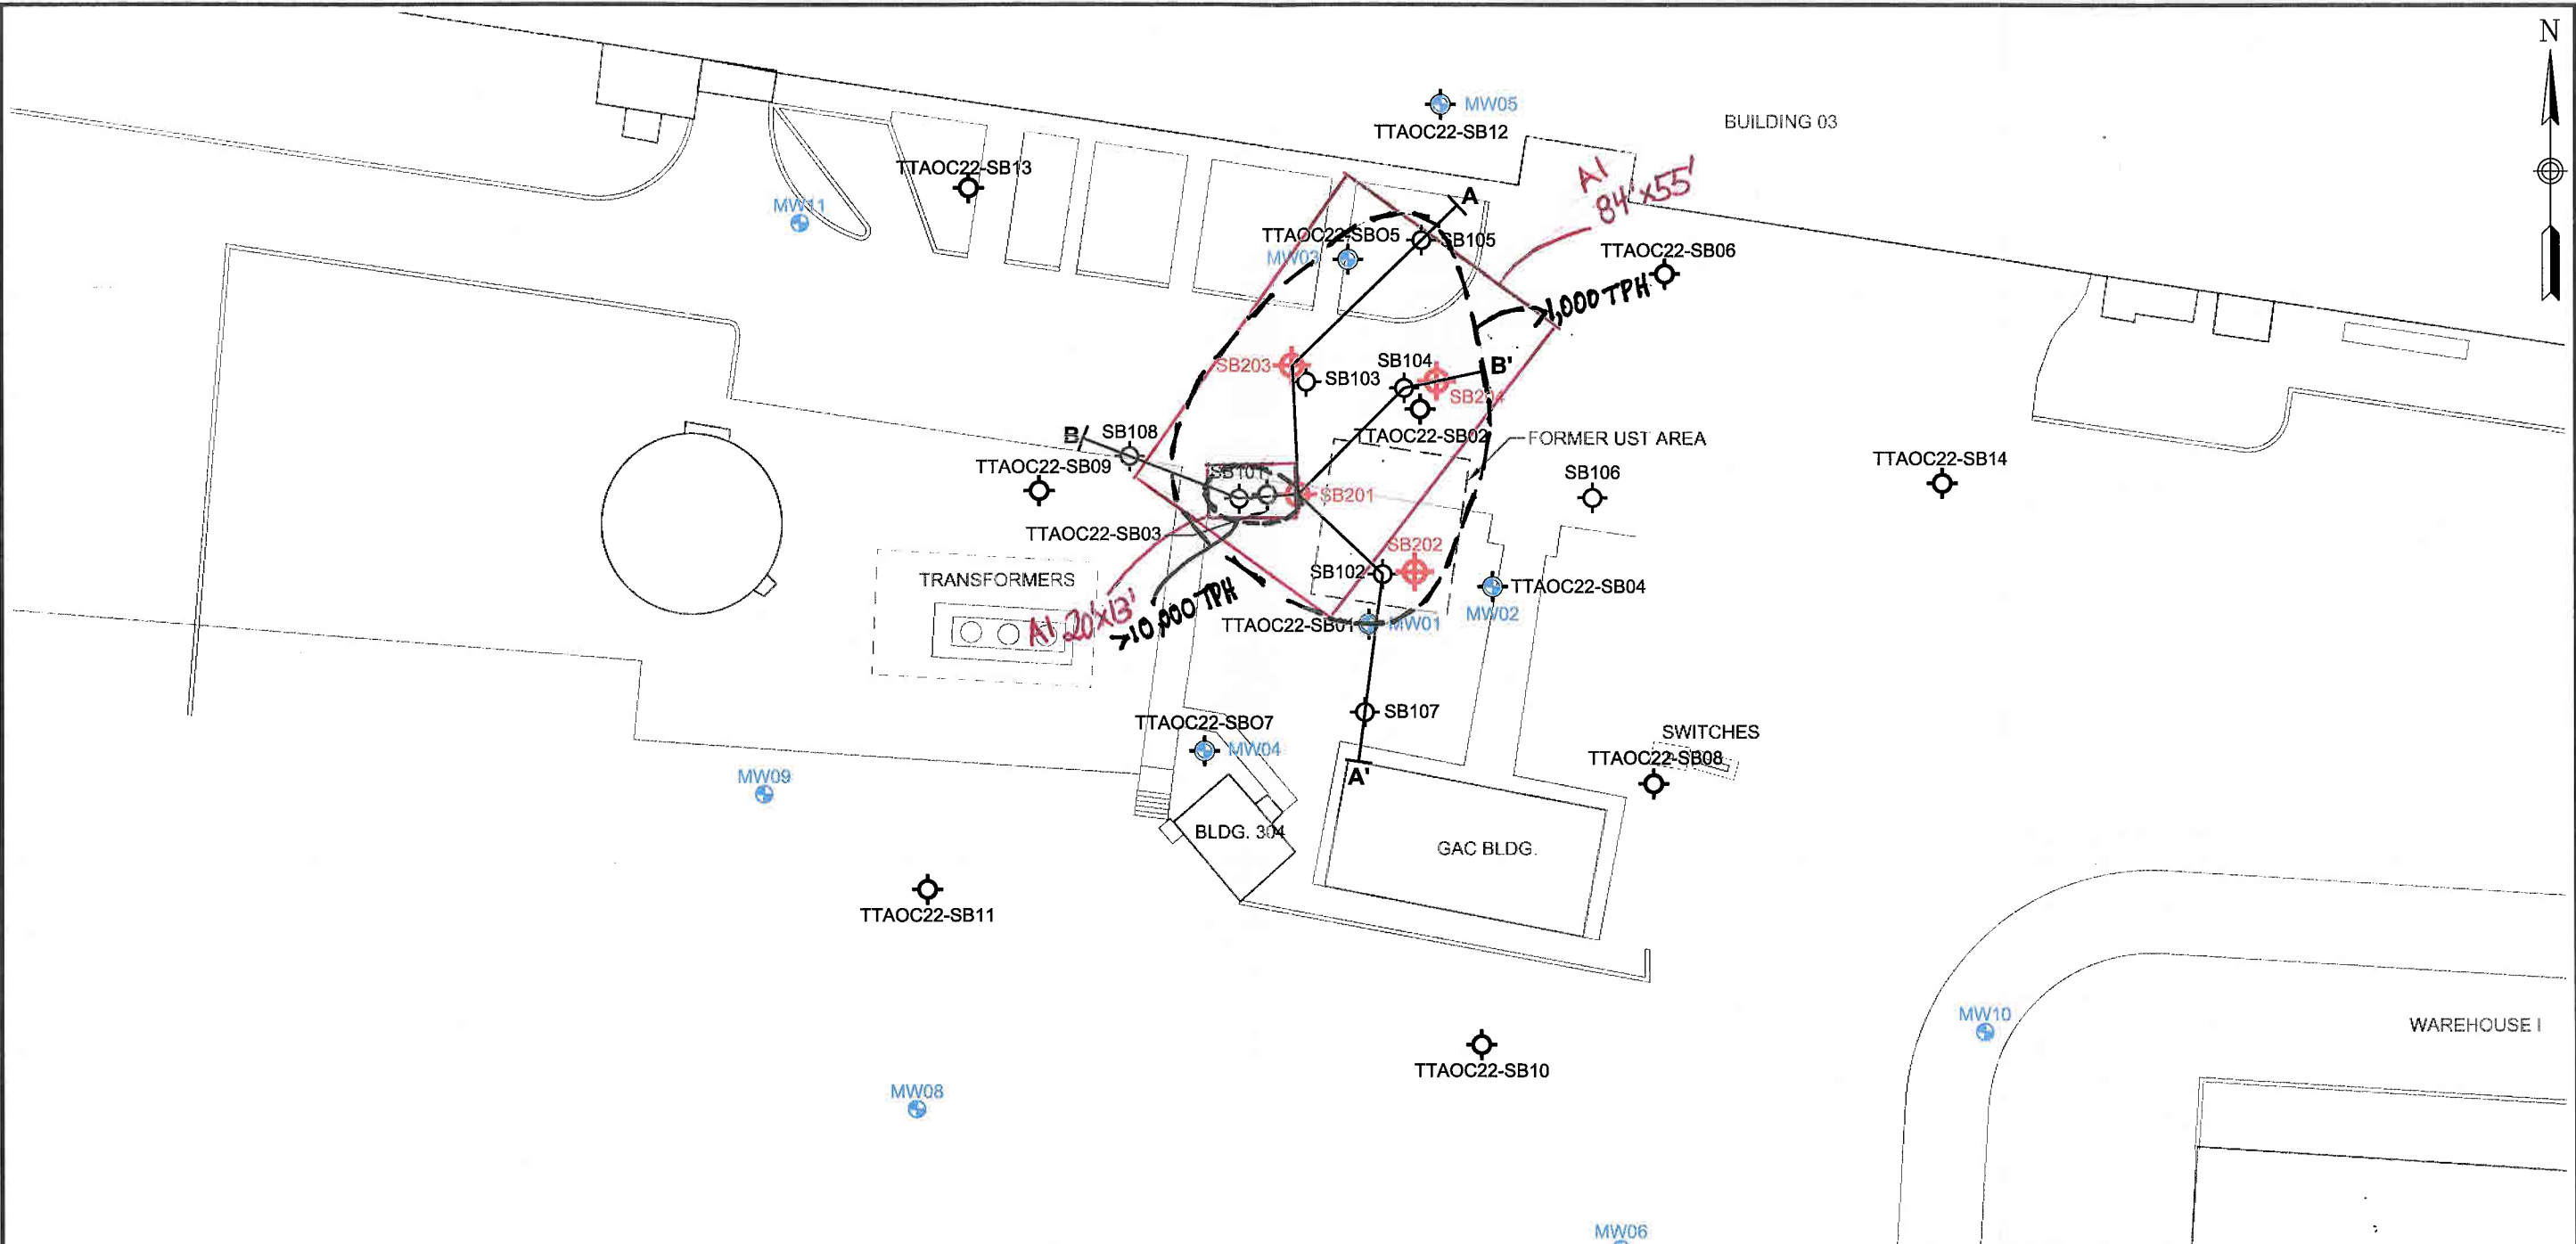 N
MW05
TTAOC22-SB12
BUILDING 03
TTAOC22-SB13
A1
84'x55'
MW11
A
TTAOC22-SBO5
SB105
MW03
TTAOC22-SB06
>1,000 TPH
SB203
SB103
SB104
B'
SB204
TTAOC22-SB02
FORMER UST AREA
B
SB108
TTAOC22-SB09
SB101
SB201
SB106
TTAOC22-SB14
TTAOC22-SB03
SB202
SB102
TRANSFORMERS
TTAOC22-SB04
MW02
A1 20'x13'
>10,000 TPH
TTAOC22-SB01
MW01
SB107
TTAOC22-SBO7
MW04
SWITCHES
TTAOC22-SB08
A'
MW09
BLDG. 304
GAC BLDG.
TTAOC22-SB11
MW10
WAREHOUSE I
TTAOC22-SB10
MW08
MW06